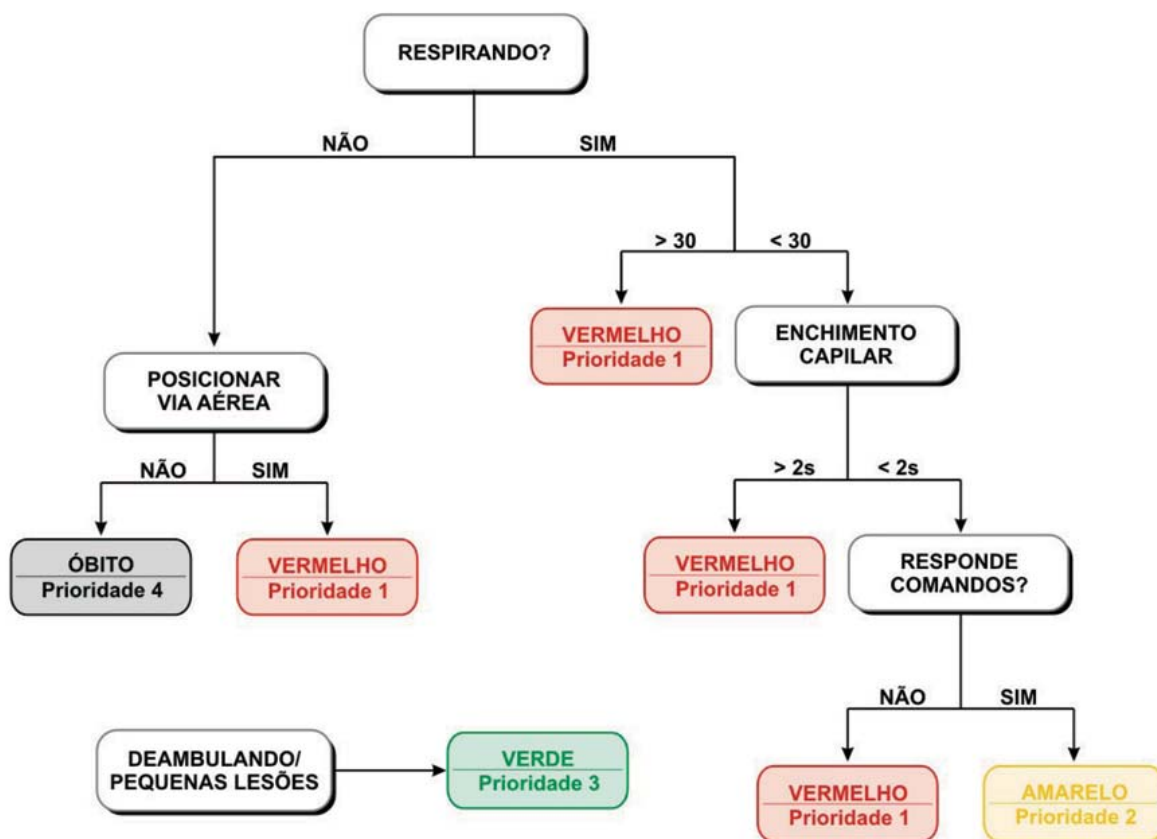 RESPIRANDO?
NÃO
SIM
> 30
< 30
VERMELHO
Prioridade 1
ENCHIMENTO
CAPILAR
POSICIONAR
VIA AÉREA
NÃO
SIM
> 2s
< 2s
ÓBITO
Prioridade 4
VERMELHO
Prioridade 1
VERMELHO
Prioridade 1
RESPONDE
COMANDOS?
NÃO
SIM
DEAMBULANDO/
PEQUENAS LESÕES
VERDE
Prioridade 3
VERMELHO
Prioridade 1
AMARELO
Prioridade 2